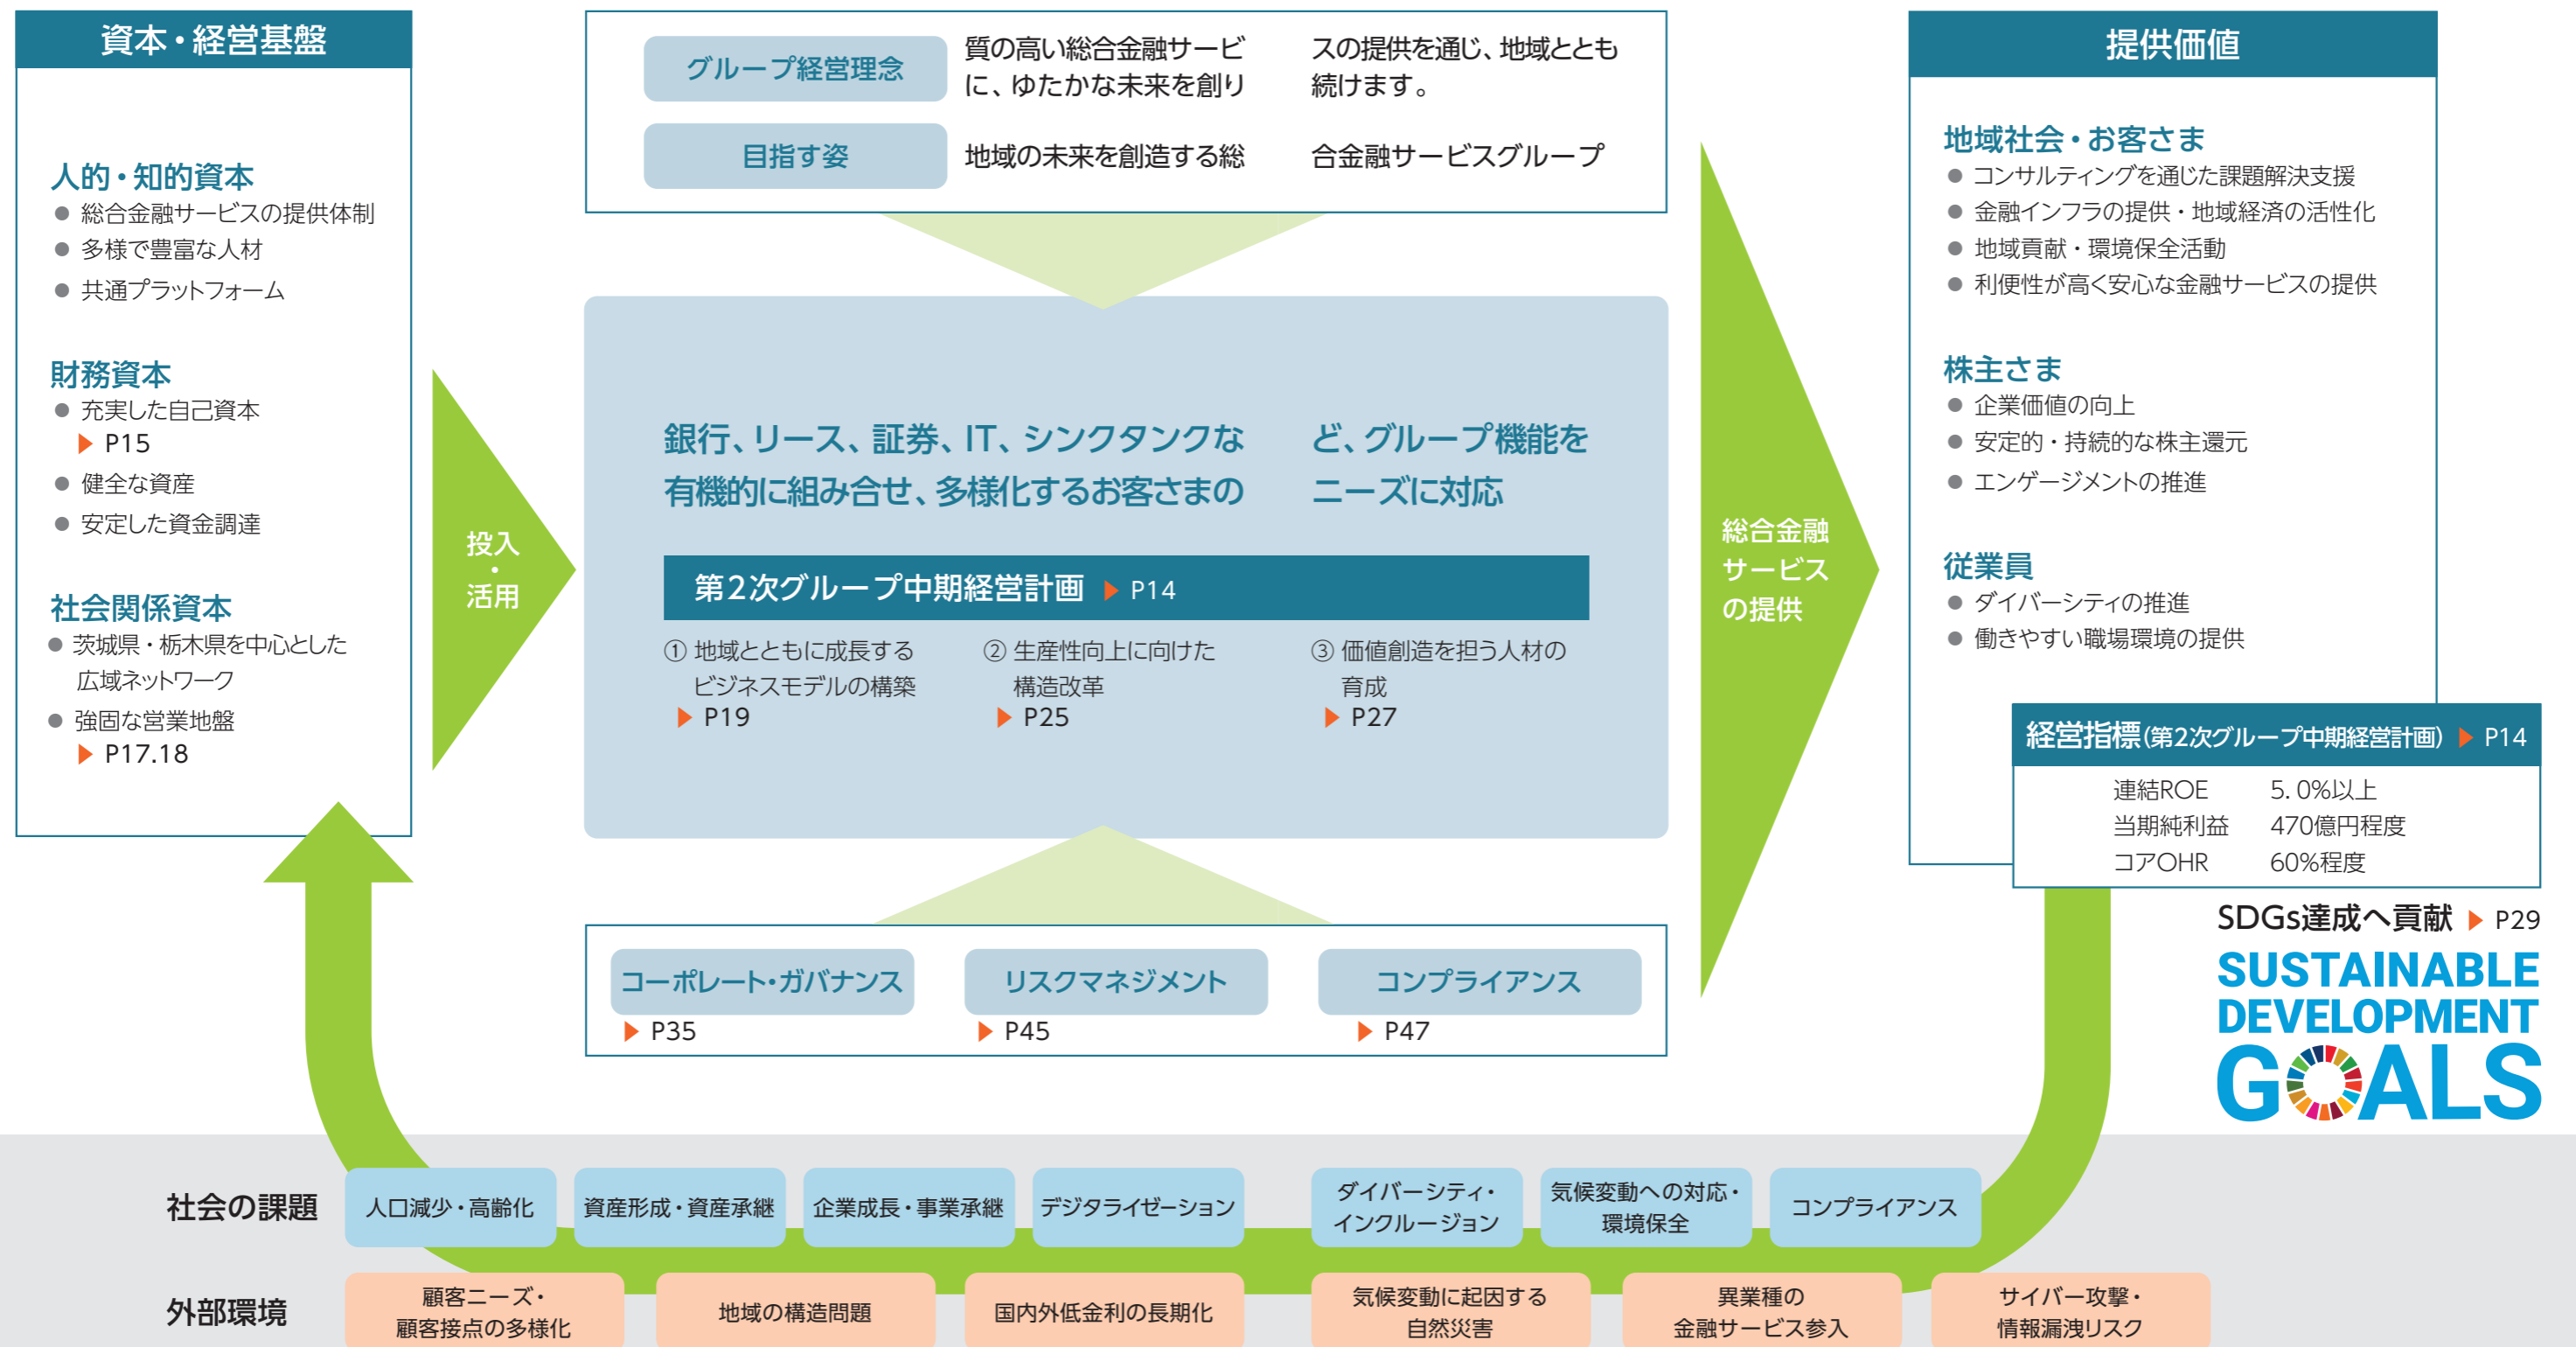 資本・経営基盤
人的・知的資本
● 総合金融サービスの提供体制
● 多様で豊富な人材
● 共通プラットフォーム
財務資本
● 充実した自己資本
▶ P15
● 健全な資産
● 安定した資金調達
社会関係資本
● 茨城県・栃木県を中心とした
広域ネットワーク
● 強固な営業地盤
▶ P17.18
投入
・
活用
グループ経営理念
質の高い総合金融サービスの提供を通じ、地域ととも
に、ゆたかな未来を創り続けます。
目指す姿
地域の未来を創造する総合金融サービスグループ
銀行、リース、証券、IT、シンクタンクなど、グループ機能を
有機的に組み合せ、多様化するお客さまのニーズに対応
第2次グループ中期経営計画 ▶ P14
① 地域とともに成長する
ビジネスモデルの構築
▶ P19
② 生産性向上に向けた
構造改革
▶ P25
③ 価値創造を担う人材の
育成
▶ P27
コーポレート・ガバナンス
▶ P35
リスクマネジメント
▶ P45
コンプライアンス
▶ P47
総合金融
サービス
の提供
提供価値
地域社会・お客さま
● コンサルティングを通じた課題解決支援
● 金融インフラの提供・地域経済の活性化
● 地域貢献・環境保全活動
● 利便性が高く安心な金融サービスの提供
株主さま
● 企業価値の向上
● 安定的・持続的な株主還元
● エンゲージメントの推進
従業員
● ダイバーシティの推進
● 働きやすい職場環境の提供
経営指標(第2次グループ中期経営計画) ▶ P14
連結ROE 5.0%以上
当期純利益 470億円程度
コアOHR 60%程度
SDGs達成へ貢献 ▶ P29
SUSTAINABLE
DEVELOPMENT
GOALS
社会の課題
人口減少・高齢化
資産形成・資産承継
企業成長・事業承継
デジタライゼーション
ダイバーシティ・
インクルージョン
気候変動への対応・
環境保全
コンプライアンス
外部環境
顧客ニーズ・
顧客接点の多様化
地域の構造問題
国内外低金利の長期化
気候変動に起因する
自然災害
異業種の
金融サービス参入
サイバー攻撃・
情報漏洩リスク